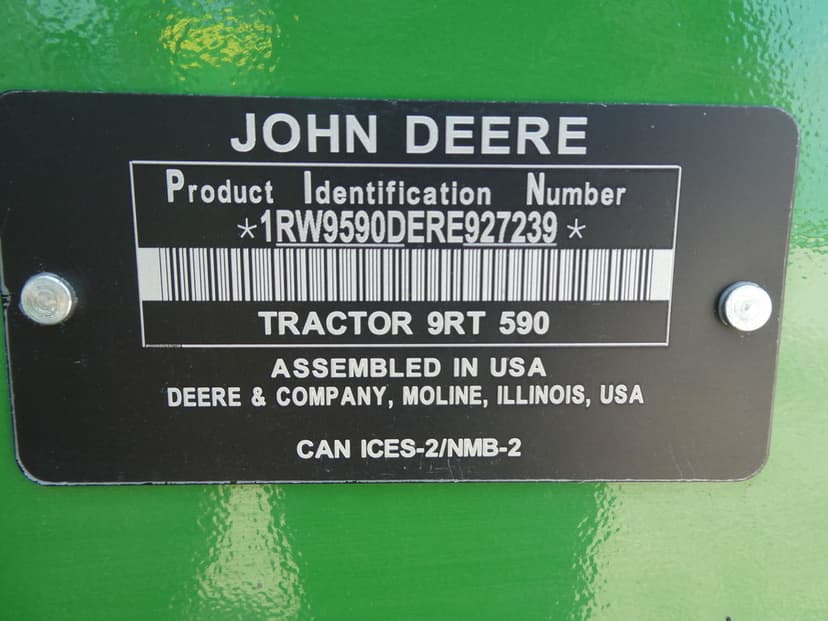 JOHN DEERE
Product Identification Number
*1RW9590DERE927239*
TRACTOR 9RT 590
ASSEMBLED IN USA
DEERE & COMPANY, MOLINE, ILLINOIS, USA
CAN ICES-2/NMB-2